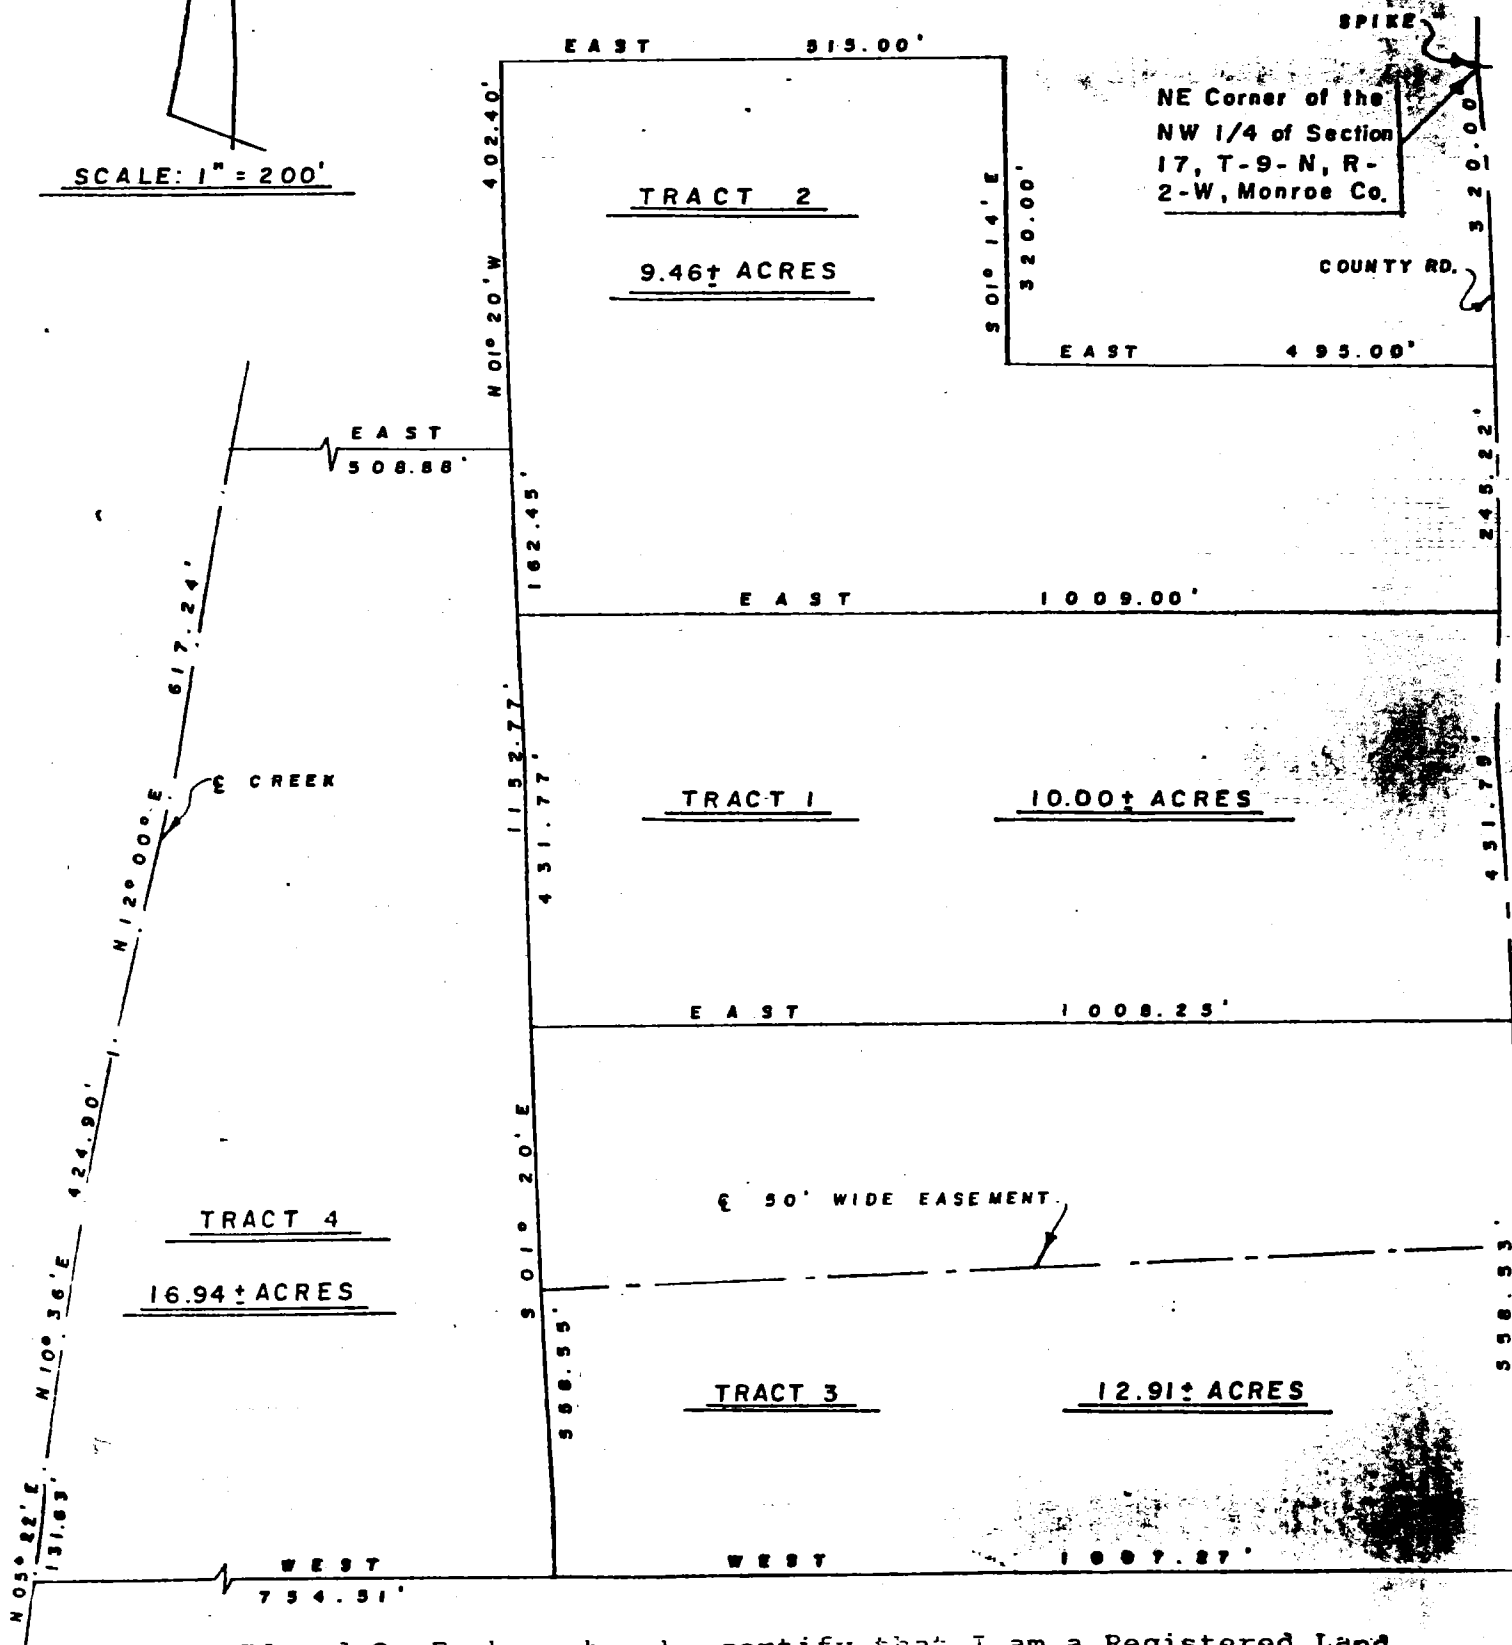 EAST 515.00'
SPIKE
NE Corner of the
NW 1/4 of Section
17, T-9-N, R-
2-W, Monroe Co.
SCALE: 1" = 200'
N 01° 20' W 402.40'
TRACT 2
9.46± ACRES
S 01° 14' E
320.00'
320.00
COUNTY RD.
EAST 495.00'
EAST
508.88'
162.45'
245.22'
EAST 1009.00'
617.24'
N 12° 00' E
℄ CREEK
1152.77'
431.77'
TRACT 1
10.00± ACRES
431.79'
EAST 1008.25'
424.90'
N 10° 36' E
S 01° 20' E
℄ 50' WIDE EASEMENT
TRACT 4
16.94± ACRES
558.55'
558.53'
TRACT 3
12.91± ACRES
N 05° 22' E
131.63'
WEST
754.51'
WEST 1007.27'
certify that I am a Registered Land